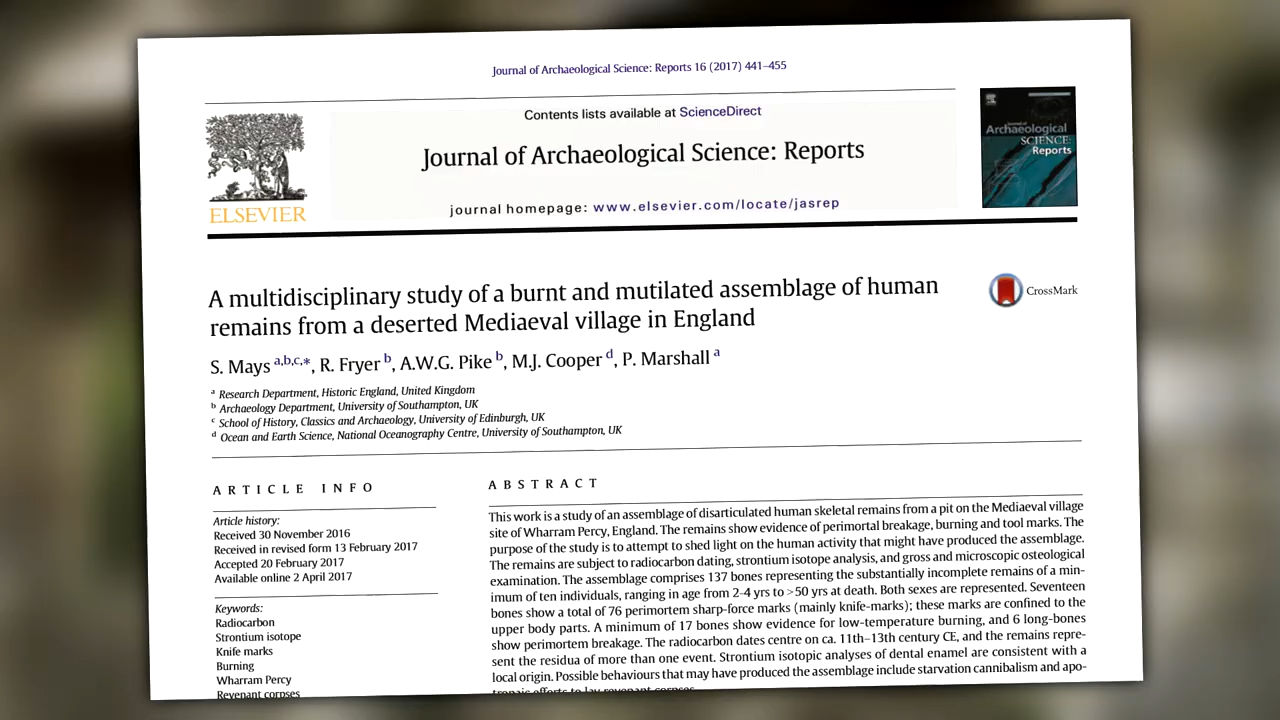 Journal of Archaeological Science: Reports 16 (2017) 441–455
Contents lists available at ScienceDirect
Journal of Archaeological Science: Reports
journal homepage: www.elsevier.com/locate/jasrep
ELSEVIER
Journal of
Archaeological
SCIENCE:
Reports
A multidisciplinary study of a burnt and mutilated assemblage of human
remains from a deserted Mediaeval village in England
CrossMark
S. Mays a,b,c,*, R. Fryer b, A.W.G. Pike b, M.J. Cooper d, P. Marshall a
a Research Department, Historic England, United Kingdom
b Archaeology Department, University of Southampton, UK
c School of History, Classics and Archaeology, University of Edinburgh, UK
d Ocean and Earth Science, National Oceanography Centre, University of Southampton, UK
ARTICLE INFO
Article history:
Received 30 November 2016
Received in revised form 13 February 2017
Accepted 20 February 2017
Available online 2 April 2017
Keywords:
Radiocarbon
Strontium isotope
Knife marks
Burning
Wharram Percy
Revenant corpses
ABSTRACT
This work is a study of an assemblage of disarticulated human skeletal remains from a pit on the Mediaeval village
site of Wharram Percy, England. The remains show evidence of perimortal breakage, burning and tool marks. The
purpose of the study is to attempt to shed light on the human activity that might have produced the assemblage.
The remains are subject to radiocarbon dating, strontium isotope analysis, and gross and microscopic osteological
examination. The assemblage comprises 137 bones representing the substantially incomplete remains of a min-
imum of ten individuals, ranging in age from 2-4 yrs to >50 yrs at death. Both sexes are represented. Seventeen
bones show a total of 76 perimortem sharp-force marks (mainly knife-marks); these marks are confined to the
upper body parts. A minimum of 17 bones show evidence for low-temperature burning, and 6 long-bones
show perimortem breakage. The radiocarbon dates centre on ca. 11th–13th century CE, and the remains repre-
sent the residua of more than one event. Strontium isotopic analyses of dental enamel are consistent with a
local origin. Possible behaviours that may have produced the assemblage include starvation cannibalism and apo-
tropaic efforts to lay revenant corpses.